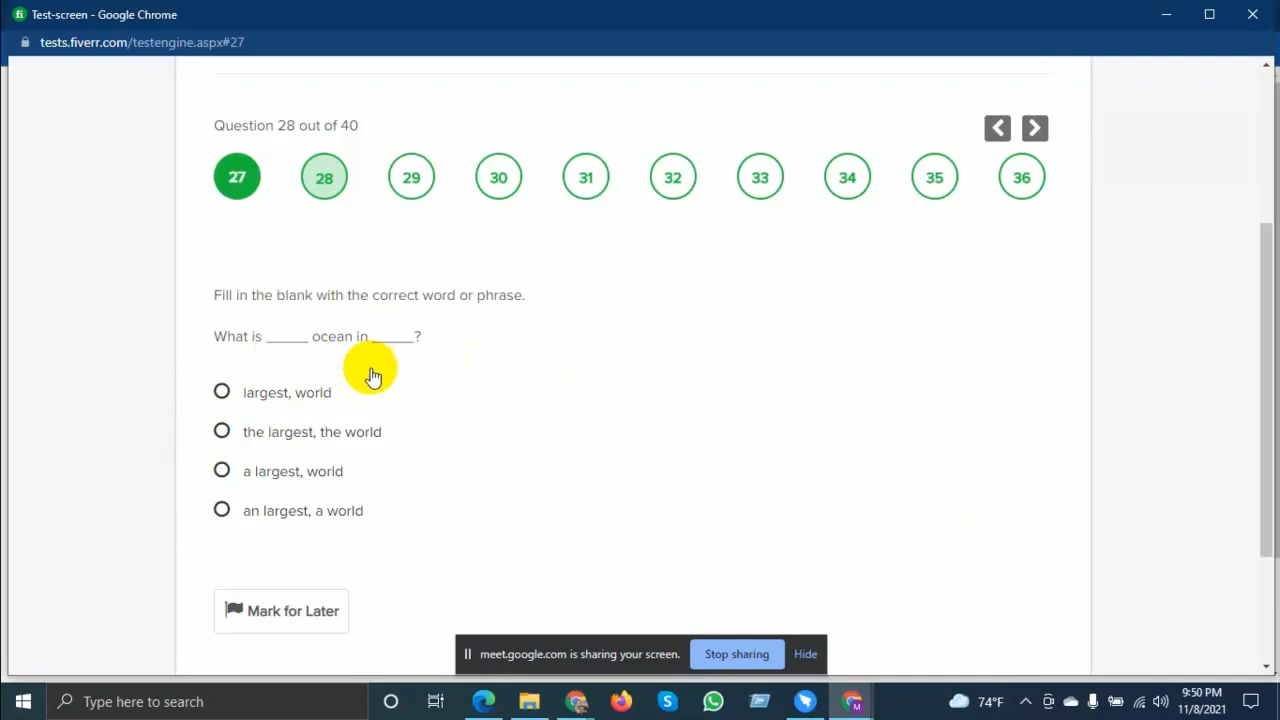 fi Test-screen - Google Chrome
tests.fiverr.com/testengine.aspx#27
Question 28 out of 40
27 28 29 30 31 32 33 34 35 36
Fill in the blank with the correct word or phrase.
What is _____ ocean in _____?
largest, world
the largest, the world
a largest, world
an largest, a world
Mark for Later
meet.google.com is sharing your screen. Stop sharing Hide
Type here to search
M
74°F
9:50 PM
11/8/2021